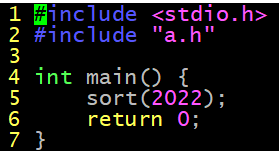 1 #include <stdio.h>
2 #include "a.h"
3
4 int main() {
5     sort(2022);
6     return 0;
7 }